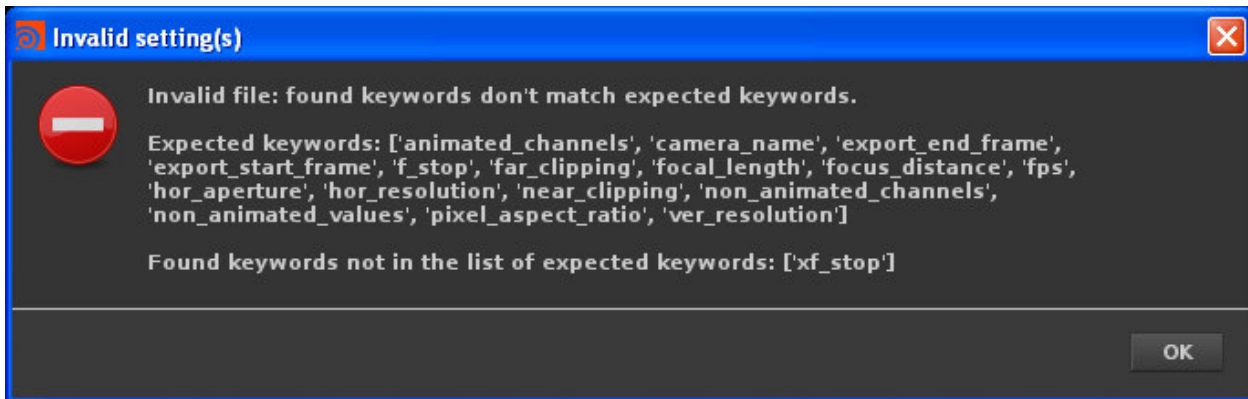 Invalid setting(s)
Invalid file: found keywords don't match expected keywords.
Expected keywords: ['animated_channels', 'camera_name', 'export_end_frame',
'export_start_frame', 'f_stop', 'far_clipping', 'focal_length', 'focus_distance', 'fps',
'hor_aperture', 'hor_resolution', 'near_clipping', 'non_animated_channels',
'non_animated_values', 'pixel_aspect_ratio', 'ver_resolution']
Found keywords not in the list of expected keywords: ['xf_stop']
OK